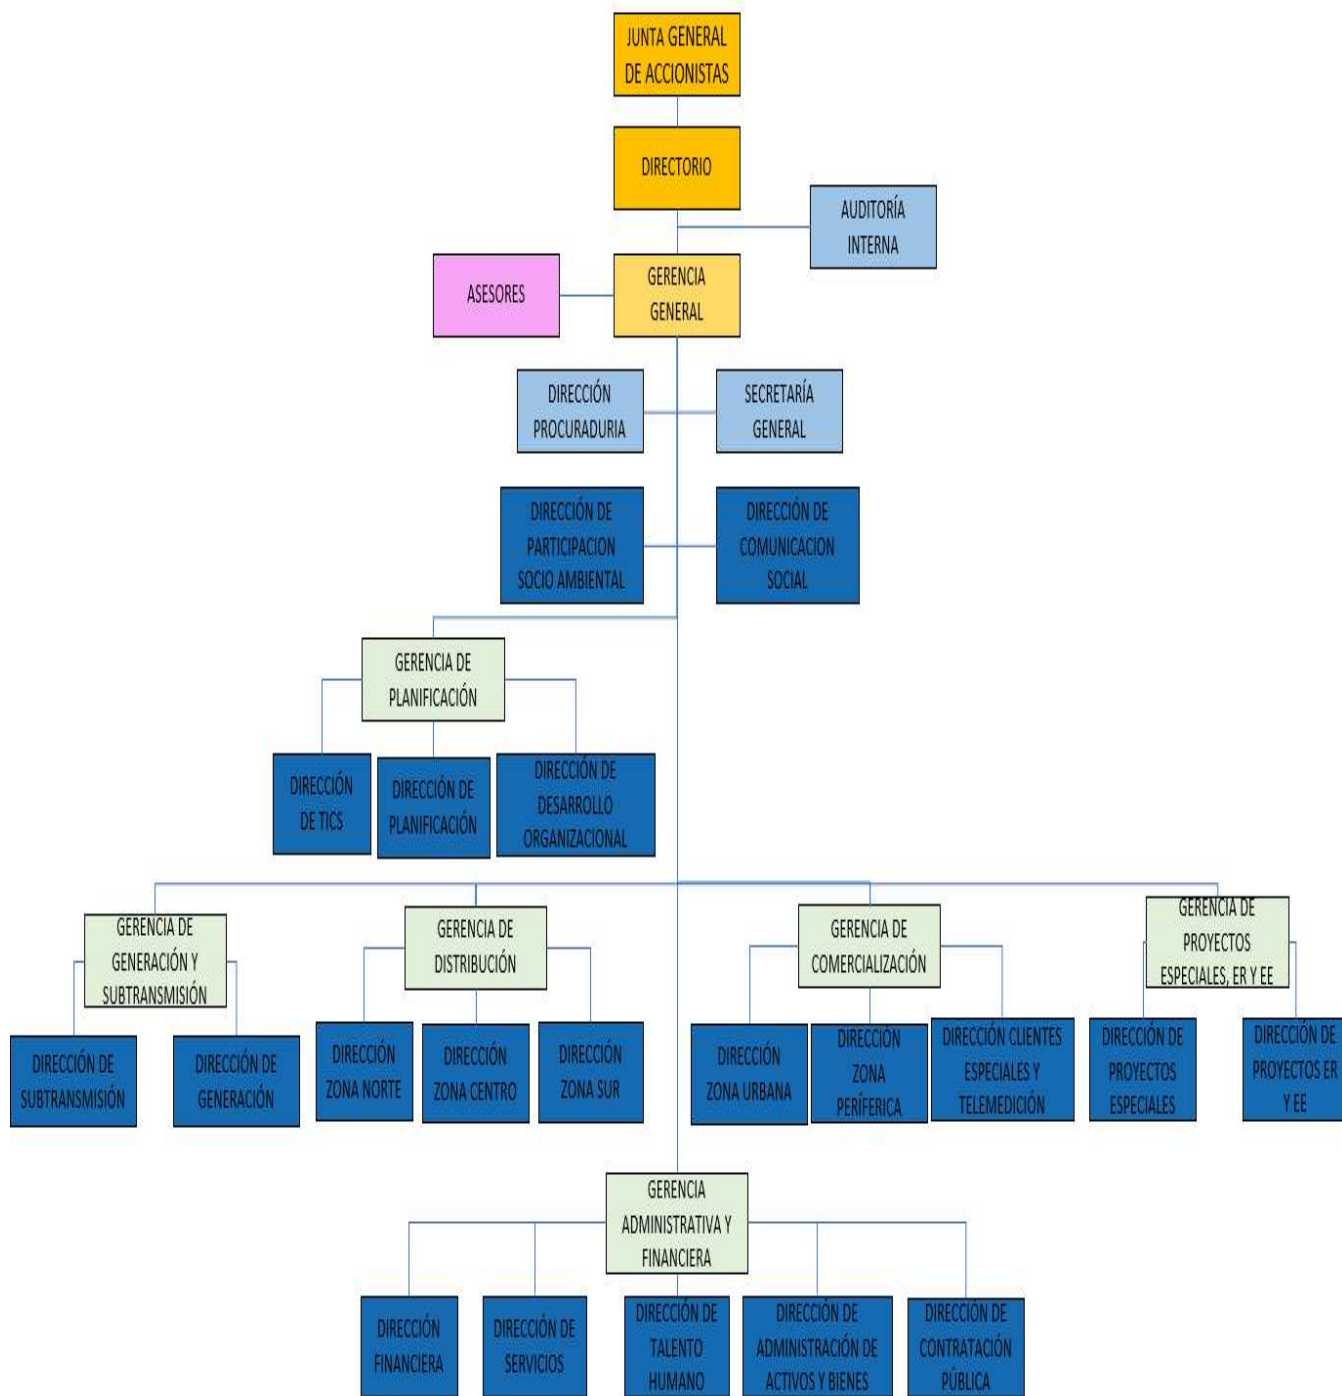 JUNTA GENERAL
DE ACCIONISTAS
DIRECTORIO
AUDITORÍA
INTERNA
ASESORES
GERENCIA
GENERAL
DIRECCIÓN
PROCURADURIA
SECRETARÍA
GENERAL
DIRECCIÓN DE
PARTICIPACION
SOCIO AMBIENTAL
DIRECCIÓN DE
COMUNICACION
SOCIAL
GERENCIA DE
PLANIFICACIÓN
DIRECCIÓN
DE TICS
DIRECCIÓN DE
PLANIFICACIÓN
DIRECCIÓN DE
DESARROLLO
ORGANIZACIONAL
GERENCIA DE
GENERACIÓN Y
SUBTRANSMISIÓN
GERENCIA DE
DISTRIBUCIÓN
GERENCIA DE
COMERCIALIZACIÓN
GERENCIA DE
PROYECTOS
ESPECIALES, ER Y EE
DIRECCIÓN DE
SUBTRANSMISIÓN
DIRECCIÓN DE
GENERACIÓN
DIRECCIÓN
ZONA NORTE
DIRECCIÓN
ZONA CENTRO
DIRECCIÓN
ZONA SUR
DIRECCIÓN
ZONA URBANA
DIRECCIÓN
ZONA
PERÍFERICA
DIRECCIÓN CLIENTES
ESPECIALES Y
TELEMEDICIÓN
DIRECCIÓN DE
PROYECTOS
ESPECIALES
DIRECCIÓN DE
PROYECTOS ER
Y EE
GERENCIA
ADMINISTRATIVA Y
FINANCIERA
DIRECCIÓN
FINANCIERA
DIRECCIÓN DE
SERVICIOS
DIRECCIÓN DE
TALENTO
HUMANO
DIRECCIÓN DE
ADMINISTRACIÓN DE
ACTIVOS Y BIENES
DIRECCIÓN DE
CONTRATACIÓN
PÚBLICA